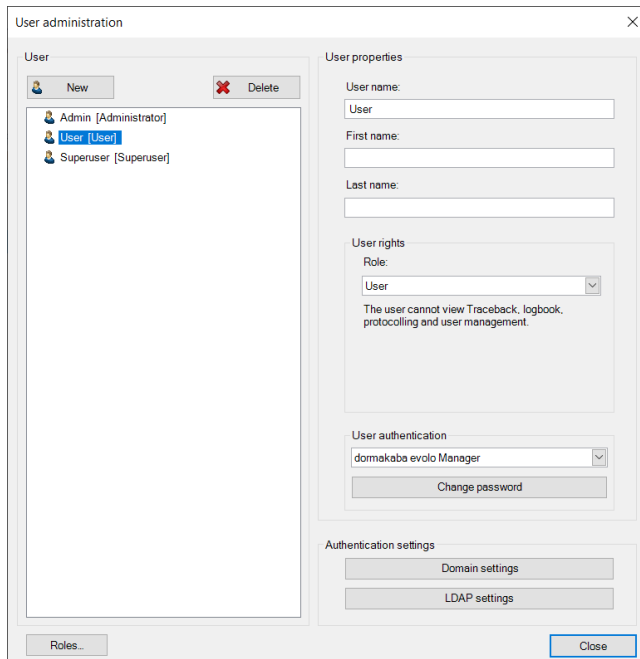 User administration
User
New
Delete
Admin [Administrator]
User [User]
Superuser [Superuser]
Roles...
User properties
User name:
User
First name:
Last name:
User rights
Role:
User
The user cannot view Traceback, logbook,
protocolling and user management.
User authentication
dormakaba evolo Manager
Change password
Authentication settings
Domain settings
LDAP settings
Close